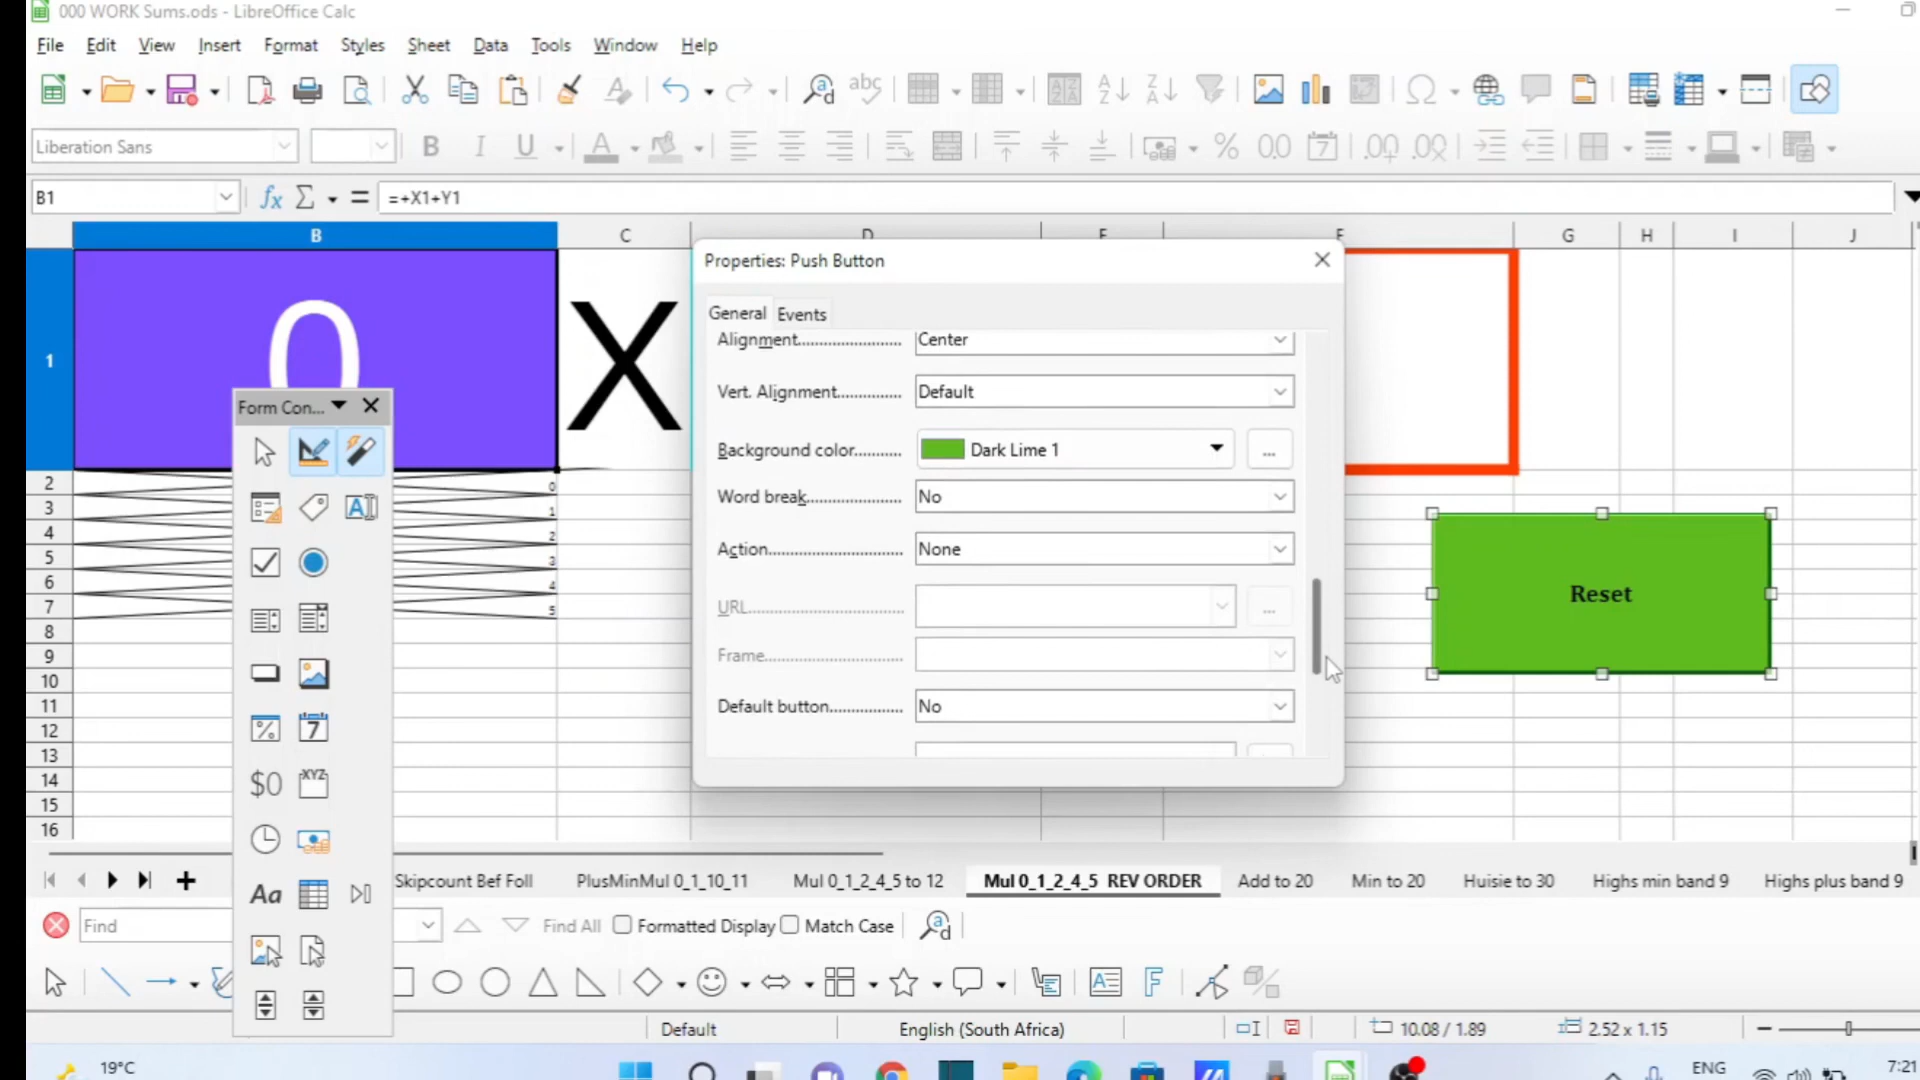 000 WORK Sums.ods - LibreOffice Calc
File Edit View Insert Format Styles Sheet Data Tools Window Help
Liberation Sans
B1 =+X1+Y1
B C D E F G H I J
1 0 X
2 0
3 1
4 2
5 3
6 4
7 5
8
9
10
11
12
13
14
15
16
Properties: Push Button
General Events
Alignment.................... Center
Vert. Alignment............. Default
Background color.......... Dark Lime 1
Word break................... No
Action.......................... None
URL.............................
Frame..........................
Default button............... No
Reset
Form Con...
Skipcount Bef Foll PlusMinMul 0_1_10_11 Mul 0_1_2_4_5 to 12 Mul 0_1_2_4_5 REV ORDER Add to 20 Min to 20 Huisie to 30 Highs min band 9 Highs plus band 9
Find Find All Formatted Display Match Case
Default English (South Africa) 10.08 / 1.89 2.52 x 1.15
19°C ENG 7:21